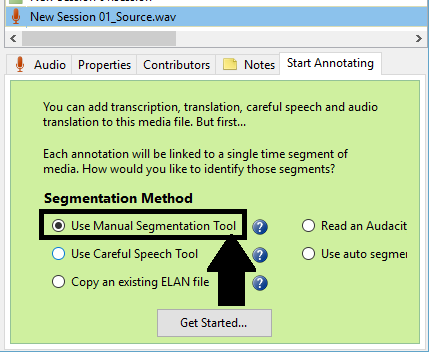 New Session 01_Source.wav
Audio Properties Contributors Notes Start Annotating
You can add transcription, translation, careful speech and audio
translation to this media file. But first...
Each annotation will be linked to a single time segment of
media. How would you like to identify those segments?
Segmentation Method
Use Manual Segmentation Tool ? Read an Audacit
Use Careful Speech Tool ? Use auto segmer
Copy an existing ELAN file ?
Get Started...